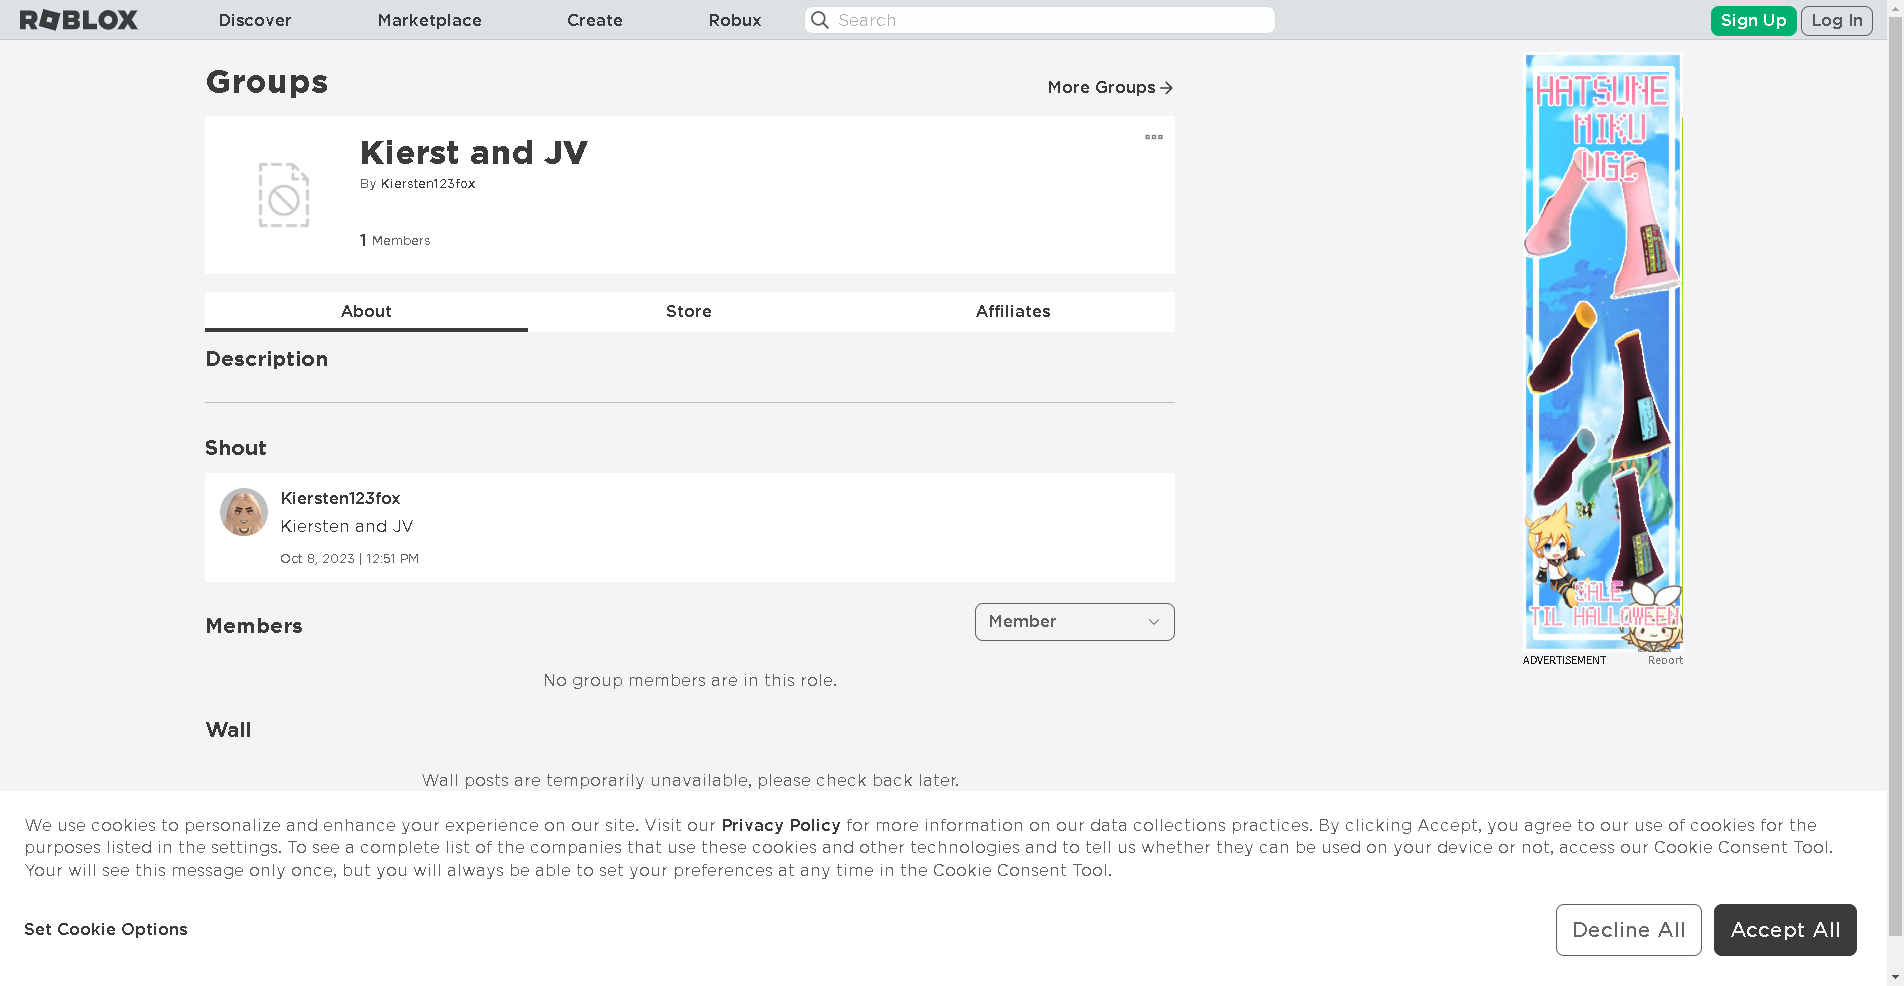 ROBLOX
Discover
Marketplace
Create
Robux
Search
Sign Up
Log In
Groups
More Groups
Kierst and JV
By Kiersten123fox
1 Members
About
Store
Affiliates
Description
Shout
Kiersten123fox
Kiersten and JV
Oct 8, 2023 | 12:51 PM
Members
Member
No group members are in this role.
Wall
Wall posts are temporarily unavailable, please check back later.
HATSUNE
MIKU
UGC
SALE
TIL HALLOWEEN
ADVERTISEMENT
Report
We use cookies to personalize and enhance your experience on our site. Visit our Privacy Policy for more information on our data collections practices. By clicking Accept, you agree to our use of cookies for the
purposes listed in the settings. To see a complete list of the companies that use these cookies and other technologies and to tell us whether they can be used on your device or not, access our Cookie Consent Tool.
Your will see this message only once, but you will always be able to set your preferences at any time in the Cookie Consent Tool.
Set Cookie Options
Decline All
Accept All